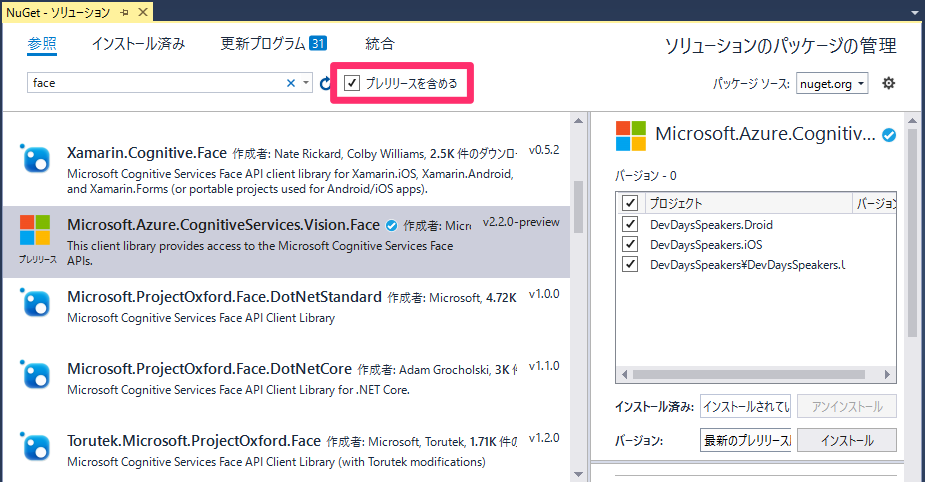 NuGet - ソリューション
参照 インストール済み 更新プログラム 31 統合 ソリューションのパッケージの管理
face プレリリースを含める パッケージ ソース: nuget.org
Xamarin.Cognitive.Face 作成者: Nate Rickard, Colby Williams, 2.5K 件のダウンロー v0.5.2
Microsoft Cognitive Services Face API client library for Xamarin.iOS, Xamarin.Android,
and Xamarin.Forms (or portable projects used for Android/iOS apps).
Microsoft.Azure.CognitiveServices.Vision.Face 作成者: Micr v2.2.0-preview
This client library provides access to the Microsoft Cognitive Services Face
APIs.
プレリリース
Microsoft.ProjectOxford.Face.DotNetStandard 作成者: Microsoft, 4.72K v1.0.0
Microsoft Cognitive Services Face API Client Library
Microsoft.ProjectOxford.Face.DotNetCore 作成者: Adam Grocholski, 3K 件 v1.1.0
Microsoft Cognitive Services Face API Client Library for .NET Core.
Torutek.Microsoft.ProjectOxford.Face 作成者: Microsoft, Torutek, 1.71K 件の v1.2.0
Microsoft Cognitive Services Face API Client Library (with Torutek modifications)
Microsoft.Azure.Cognitiv...
バージョン - 0
プロジェクト バージョン
DevDaysSpeakers.Droid
DevDaysSpeakers.iOS
DevDaysSpeakers¥DevDaysSpeakers.l
インストール済み: インストールされてい アンインストール
バージョン: 最新のプレリリース インストール